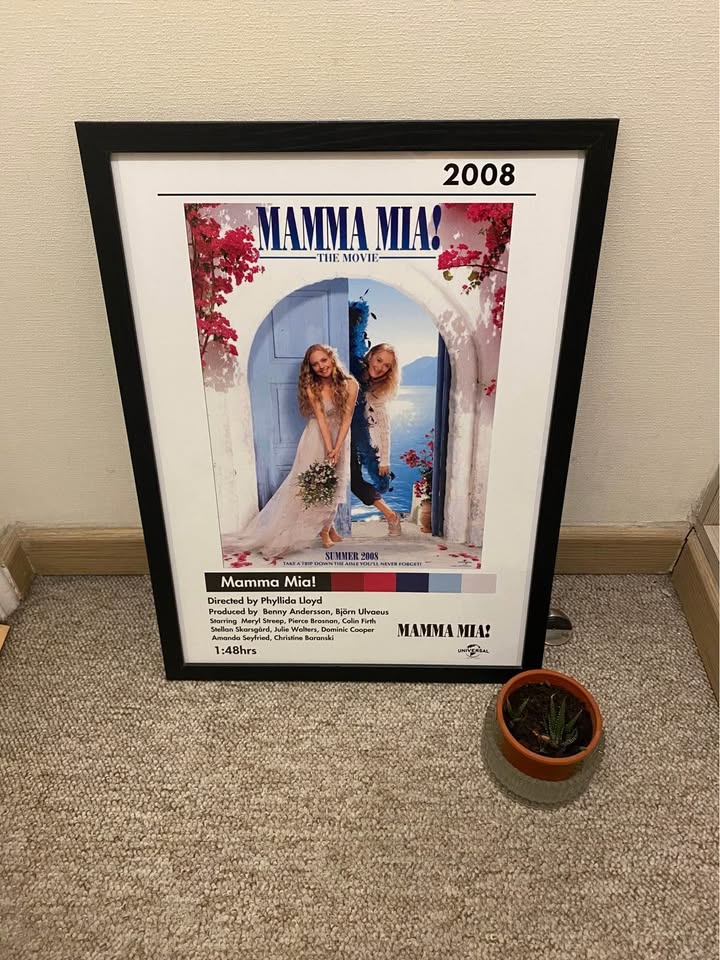 2008
MAMMA MIA!
THE MOVIE
SUMMER 2008
TAKE A TRIP DOWN THE AISLE YOU'LL NEVER FORGET!
Mamma Mia!
Directed by Phyllida Lloyd
Produced by Benny Andersson, Björn Ulvaeus
Starring Meryl Streep, Pierce Brosnan, Colin Firth
Stellan Skarsgård, Julie Walters, Dominic Cooper
Amanda Seyfried, Christine Baranski
MAMMA MIA!
1:48hrs
UNIVERSAL